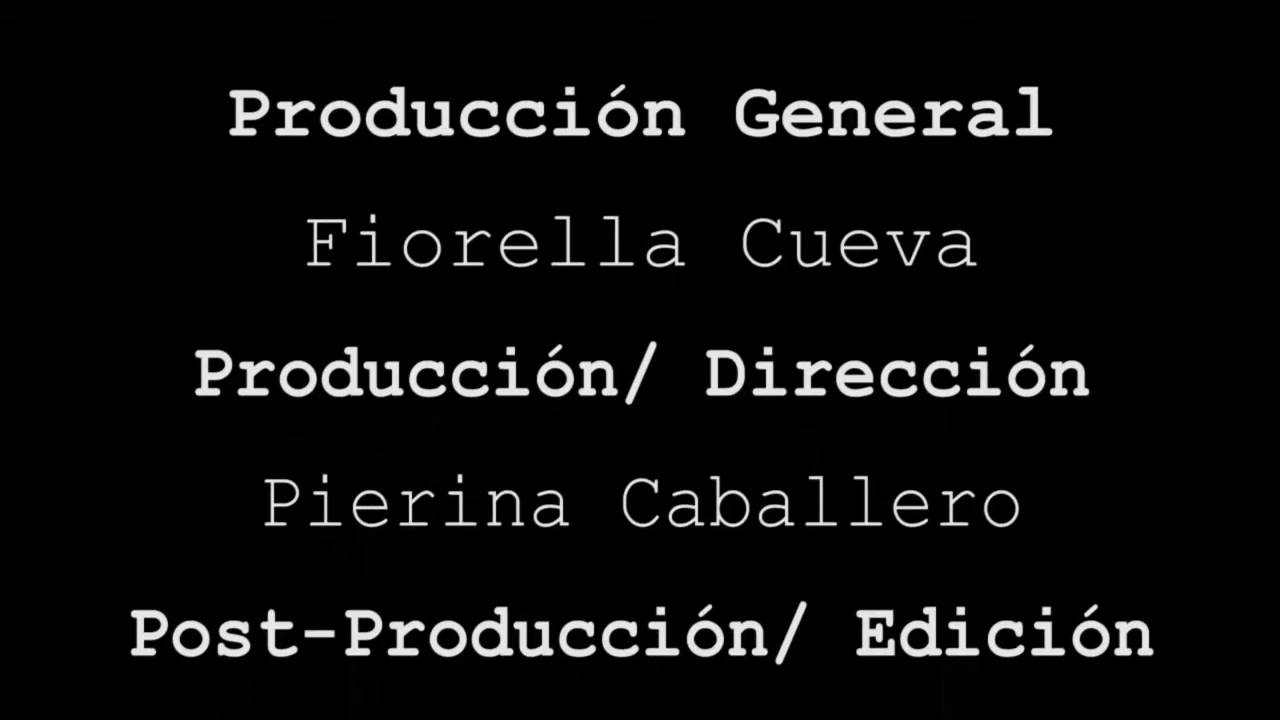 Producción General
Fiorella Cueva
Producción/ Dirección
Pierina Caballero
Post-Producción/ Edición